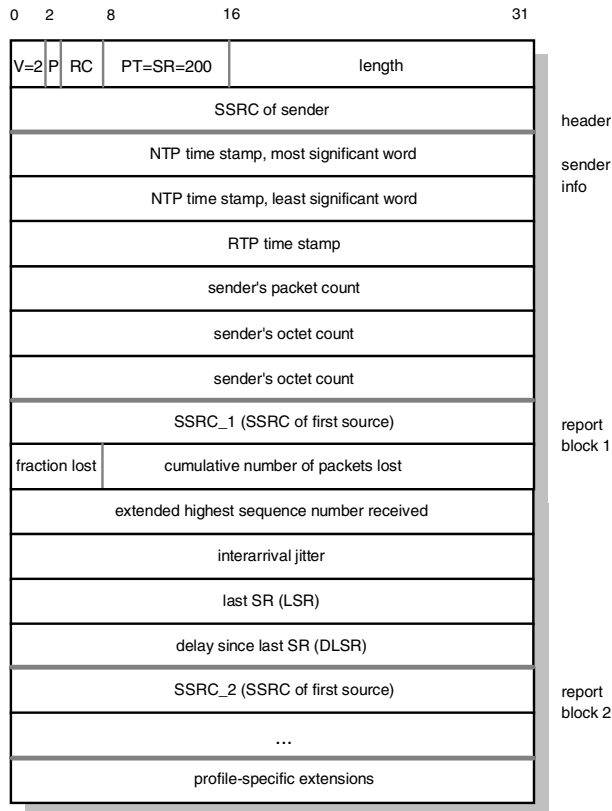 0 2 8 16 31
V=2 P RC PT=SR=200 length
SSRC of sender
header
NTP time stamp, most significant word
sender
info
NTP time stamp, least significant word
RTP time stamp
sender's packet count
sender's octet count
sender's octet count
SSRC_1 (SSRC of first source)
report
block 1
fraction lost cumulative number of packets lost
extended highest sequence number received
interarrival jitter
last SR (LSR)
delay since last SR (DLSR)
SSRC_2 (SSRC of first source)
report
block 2
...
profile-specific extensions